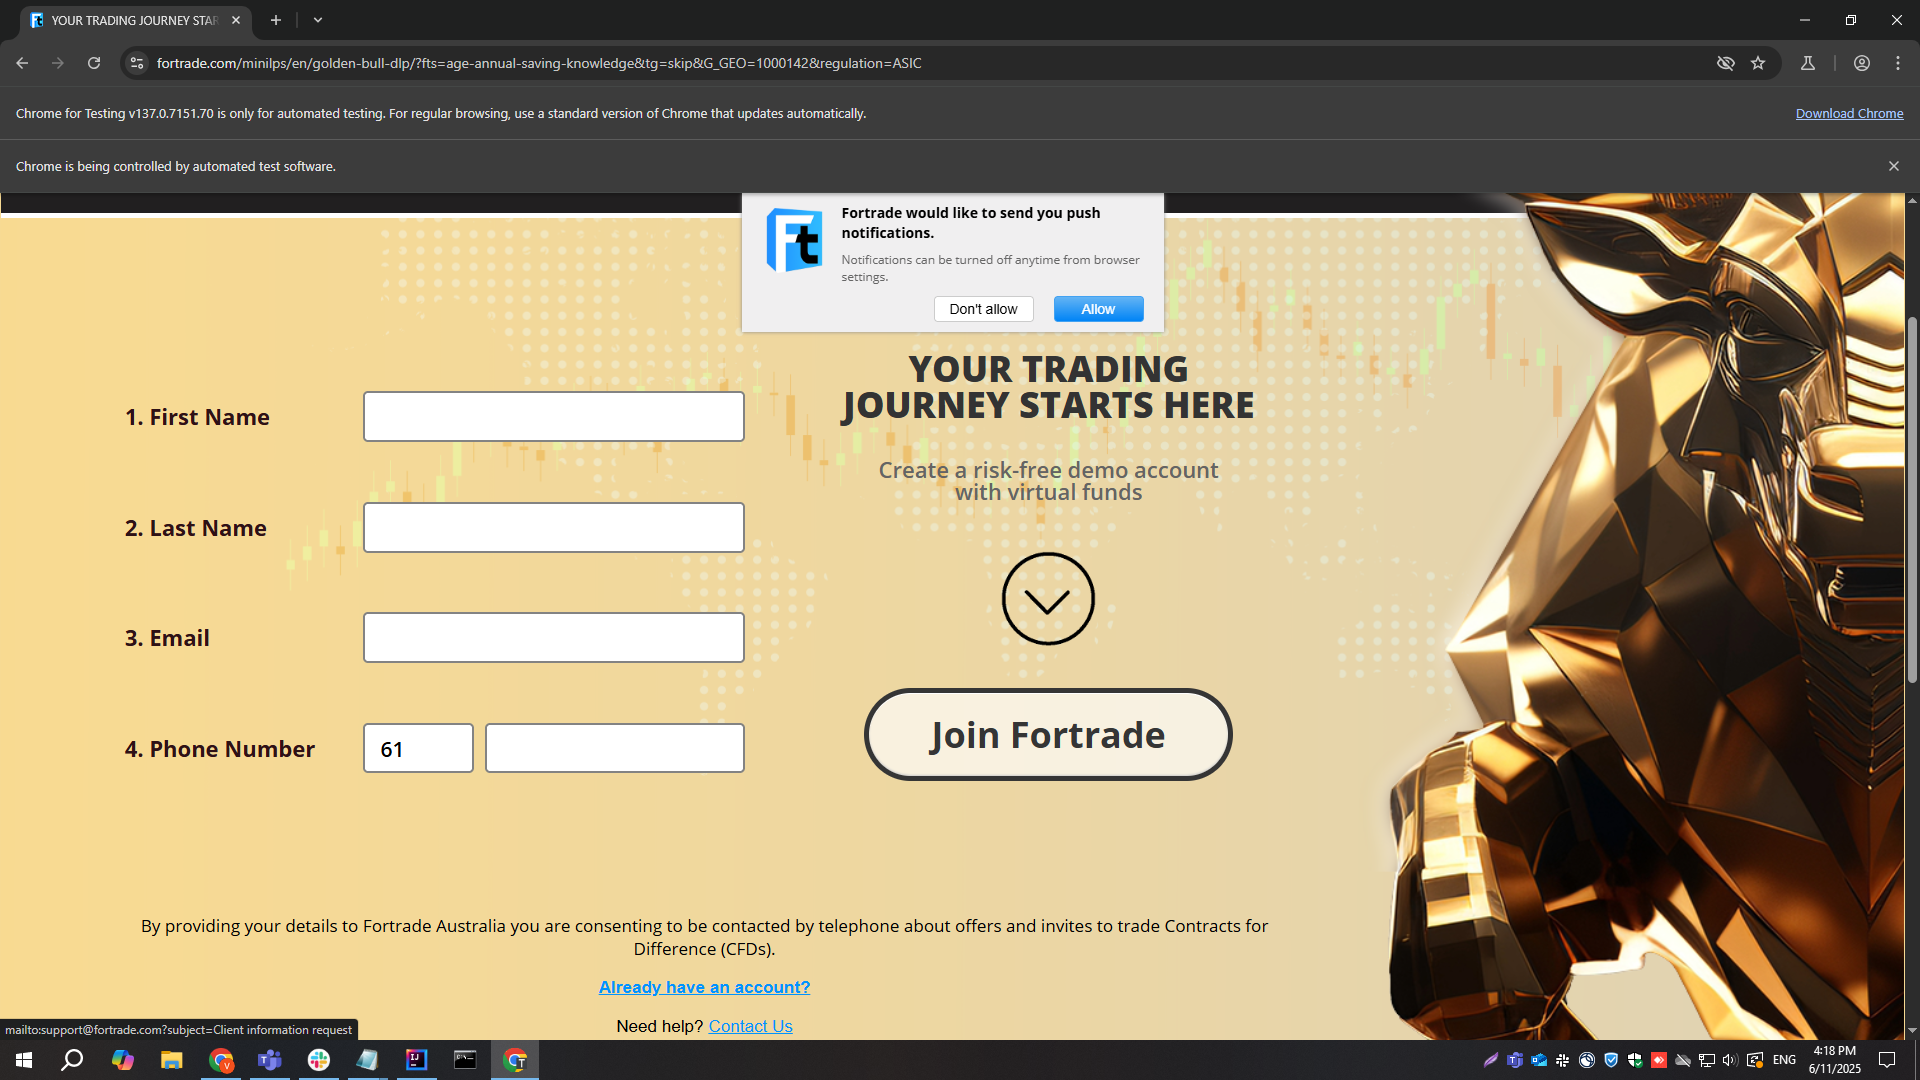 YOUR TRADING JOURNEY STAR
fortrade.com/minilps/en/golden-bull-dlp/?fts=age-annual-saving-knowledge&tg=skip&G_GEO=1000142&regulation=ASIC
Chrome for Testing v137.0.7151.70 is only for automated testing. For regular browsing, use a standard version of Chrome that updates automatically.
Download Chrome
Chrome is being controlled by automated test software.
Ft
Fortrade would like to send you push
notifications.
Notifications can be turned off anytime from browser
settings.
Don't allow
Allow
YOUR TRADING
JOURNEY STARTS HERE
Create a risk-free demo account
with virtual funds
Join Fortrade
1. First Name
2. Last Name
3. Email
4. Phone Number
61
By providing your details to Fortrade Australia you are consenting to be contacted by telephone about offers and invites to trade Contracts for
Difference (CFDs).
Already have an account?
Need help? Contact Us
mailto:support@fortrade.com?subject=Client information request
ENG
4:18 PM
6/11/2025